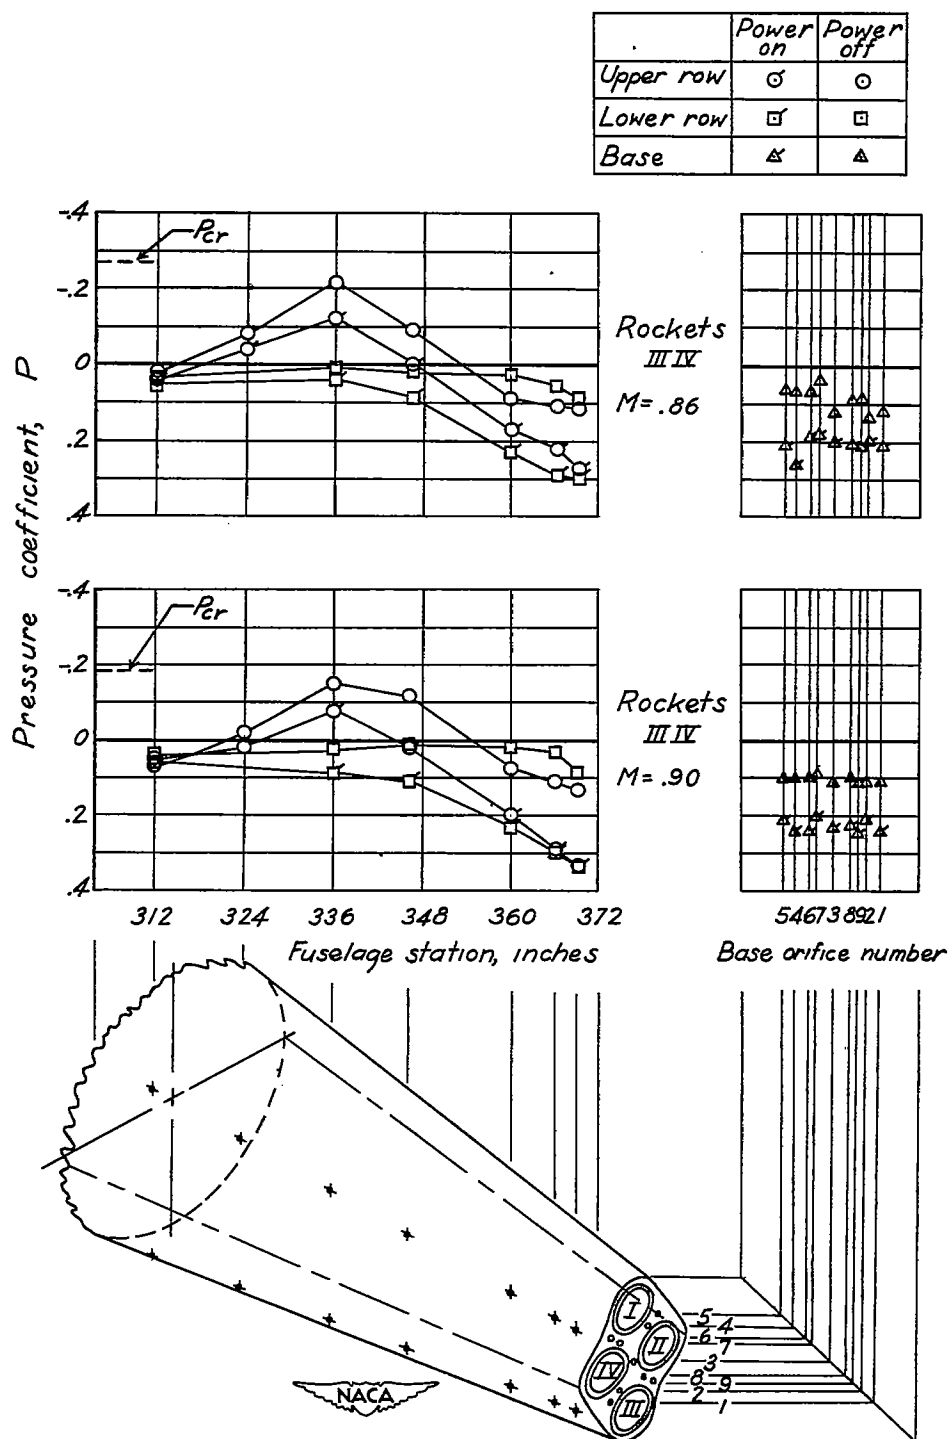 Power on Power off
Upper row
Lower row
Base
Pressure coefficient, P
-.4
-.2
0
.2
.4
Pcr
Rockets
III IV
M=.86
-.4
-.2
0
.2
.4
Pcr
Rockets
III IV
M=.90
312 324 336 348 360 372
Fuselage station, inches
546738921
Base orifice number
I
II
IV
III
5
4
6
7
3
8
9
2
1
NACA